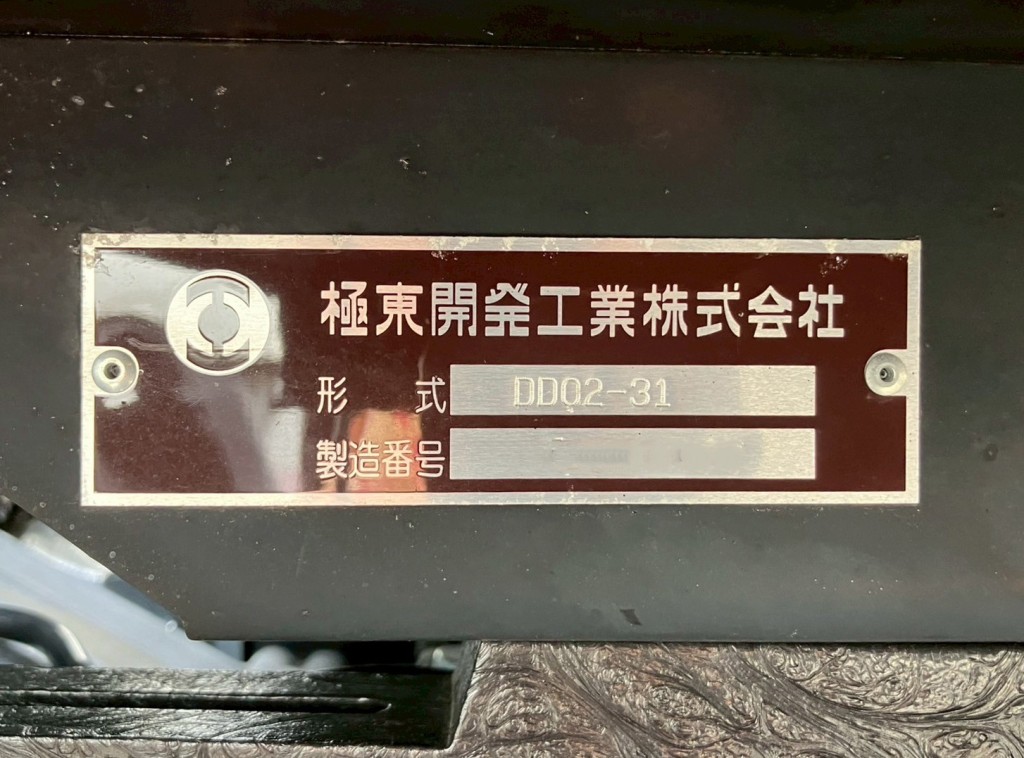 極東開発工業株式会社
形 式 DD02-31
製造番号